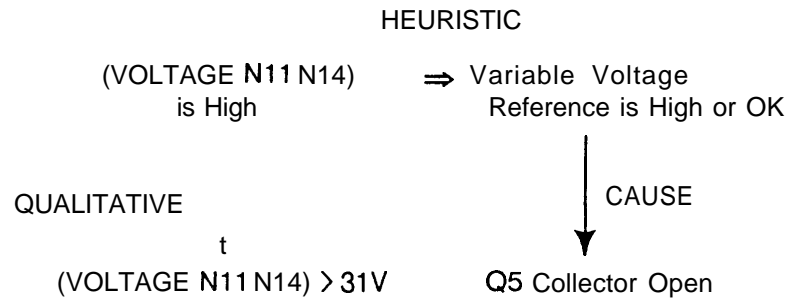 HEURISTIC
(VOLTAGE N11 N14) ⇒ Variable Voltage
is High Reference is High or OK
CAUSE
QUALITATIVE
t
(VOLTAGE N11 N14) > 31V Q5 Collector Open